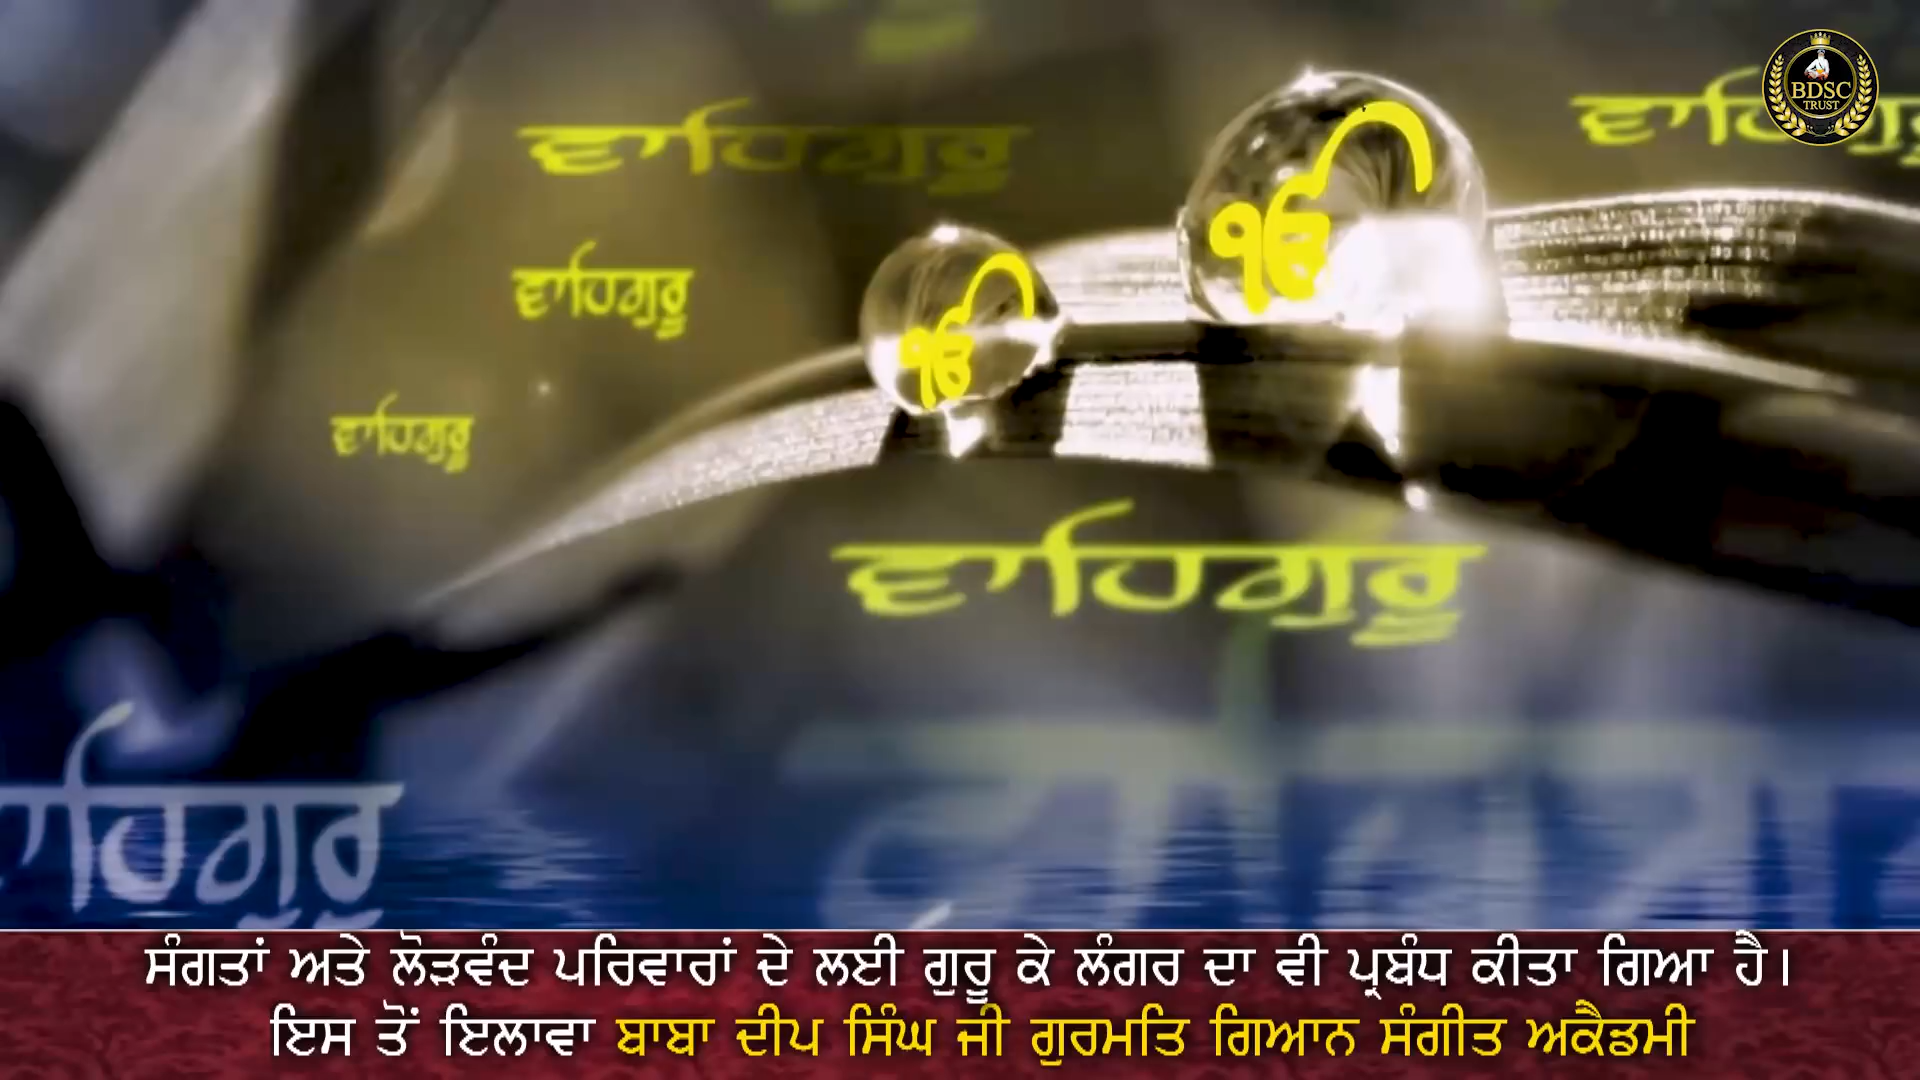 ਵਾਹਿਗੁਰੂ
ਵਾਹਿਗੁਰੂ
BDSC
TRUST
ੴ
ਵਾਹਿਗੁਰੂ
ੴ
ਵਾਹਿਗੁਰੂ
ਵਾਹਿਗੁਰੂ
ਵਾਹਿਗੁਰੂ
ਸੰਗਤਾਂ ਅਤੇ ਲੋੜਵੰਦ ਪਰਿਵਾਰਾਂ ਦੇ ਲਈ ਗੁਰੂ ਕੇ ਲੰਗਰ ਦਾ ਵੀ ਪ੍ਰਬੰਧ ਕੀਤਾ ਗਿਆ ਹੈ।
ਇਸ ਤੋਂ ਇਲਾਵਾ ਬਾਬਾ ਦੀਪ ਸਿੰਘ ਜੀ ਗੁਰਮਤਿ ਗਿਆਨ ਸੰਗੀਤ ਅਕੈਡਮੀ